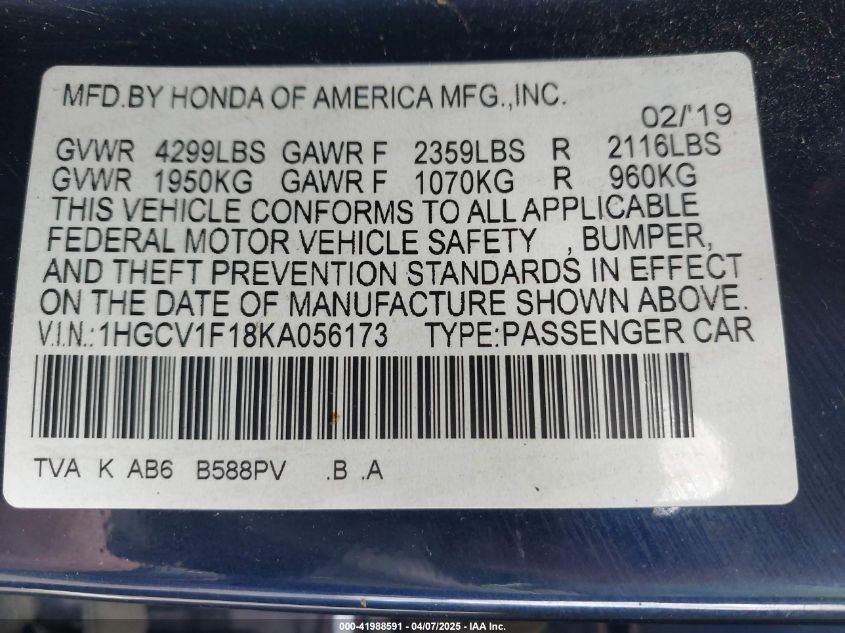 MFD.BY HONDA OF AMERICA MFG.,INC.
02/'19
GVWR 4299LBS GAWR F 2359LBS R 2116LBS
GVWR 1950KG GAWR F 1070KG R 960KG
THIS VEHICLE CONFORMS TO ALL APPLICABLE
FEDERAL MOTOR VEHICLE SAFETY , BUMPER,
AND THEFT PREVENTION STANDARDS IN EFFECT
ON THE DATE OF MANUFACTURE SHOWN ABOVE.
V.I.N.:1HGCV1F18KA056173 TYPE:PASSENGER CAR
TVA K AB6 B588PV .B .A
000-41988591 - 04/07/2025 - IAA Inc.